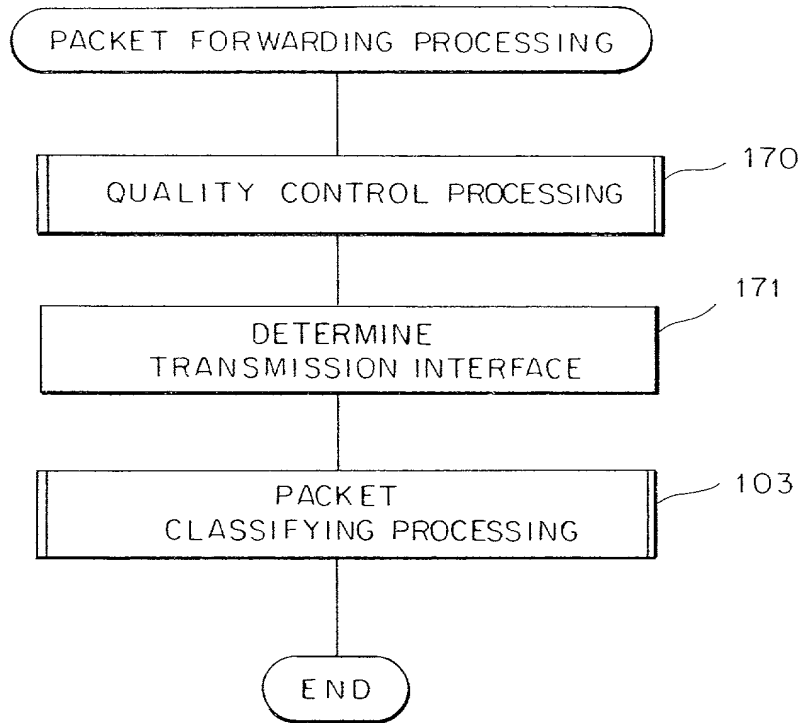 PACKET FORWARDING PROCESSING
170
QUALITY CONTROL PROCESSING
171
DETERMINE
TRANSMISSION INTERFACE
103
PACKET
CLASSIFYING PROCESSING
END